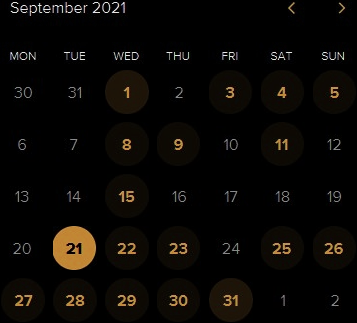 September 2021
MON TUE WED THU FRI SAT SUN
30 31 1 2 3 4 5
6 7 8 9 10 11 12
13 14 15 16 17 18 19
20 21 22 23 24 25 26
27 28 29 30 31 1 2